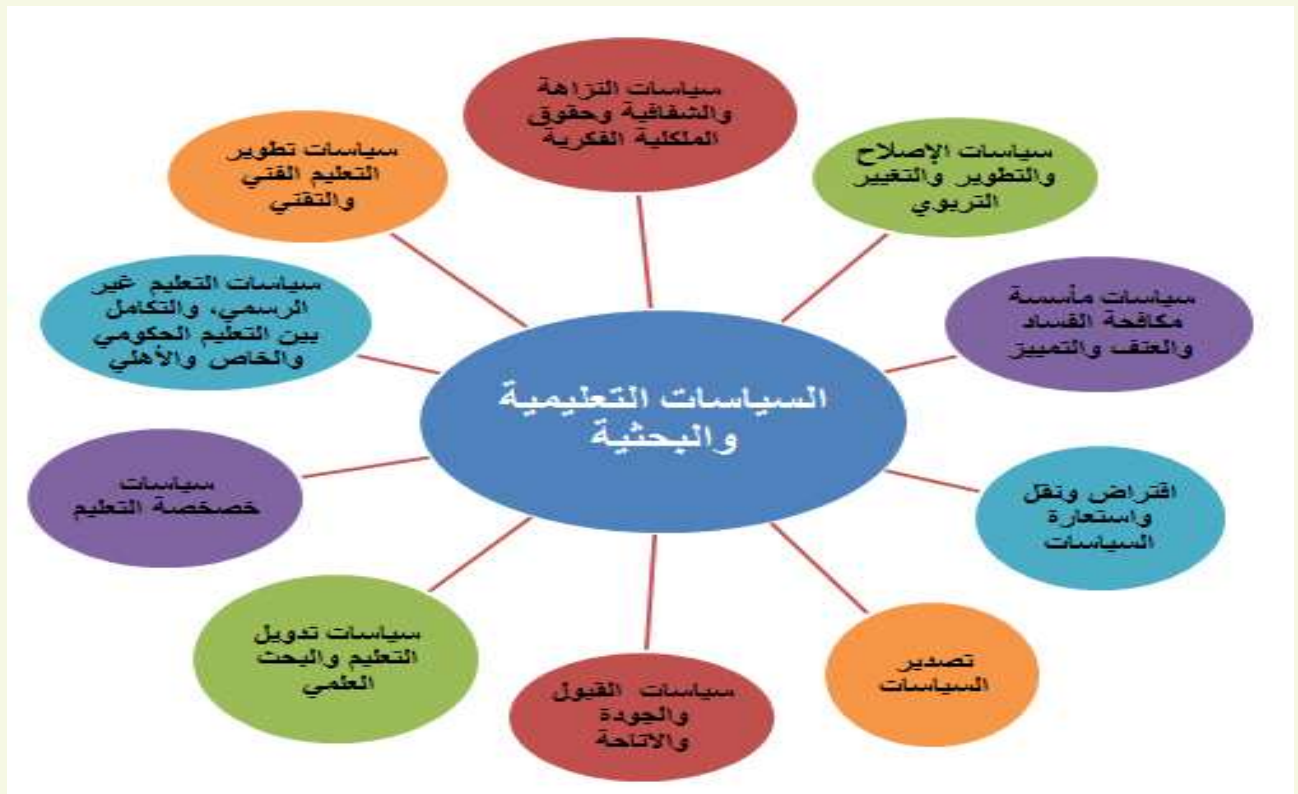 سياسات النزاهة
والشفافية وحقوق
الملكلية الفكرية
سياسات الإصلاح
والتطوير والتغيير
التربوي
سياسات مأسسة
مكافحة الفساد
والعنف والتمييز
اقتراض ونقل
واستعارة
السياسات
تصدير
السياسات
سياسات القبول
والجودة
والاتاحة
سياسات تدويل
التعليم والبحث
العلمي
سياسات
خصخصة التعليم
سياسات التعليم غير
الرسمي، والتكامل
بين التعليم الحكومي
والخاص والأهلي
سياسات تطوير
التعليم الفني
والتقني
السياسات التعليمية
والبحثية